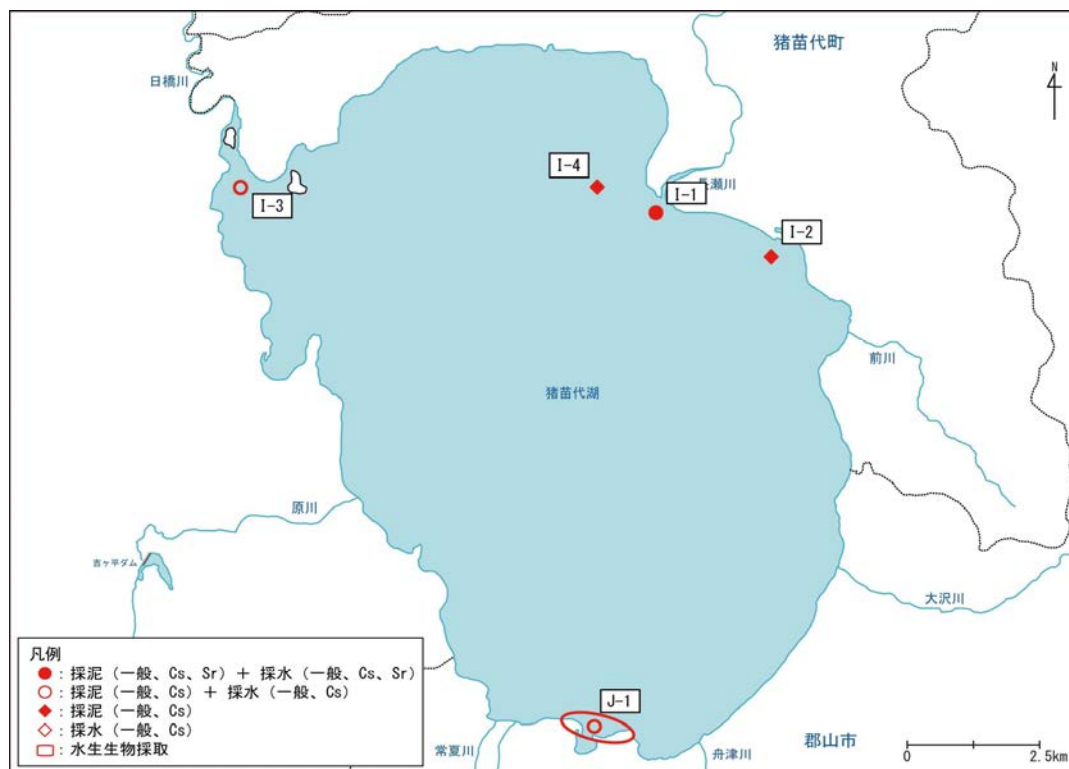 猪苗代町
日橋川
N
I-4
長瀬川
I-1
I-3
I-2
前川
猪苗代湖
原川
吉ヶ平ダム
大沢川
凡例
：採泥（一般、Cs、Sr）＋ 採水（一般、Cs、Sr）
：採泥（一般、Cs）＋ 採水（一般、Cs）
：採泥（一般、Cs）
：採水（一般、Cs）
：水生生物採取
J-1
常夏川
舟津川
郡山市
0 2.5km